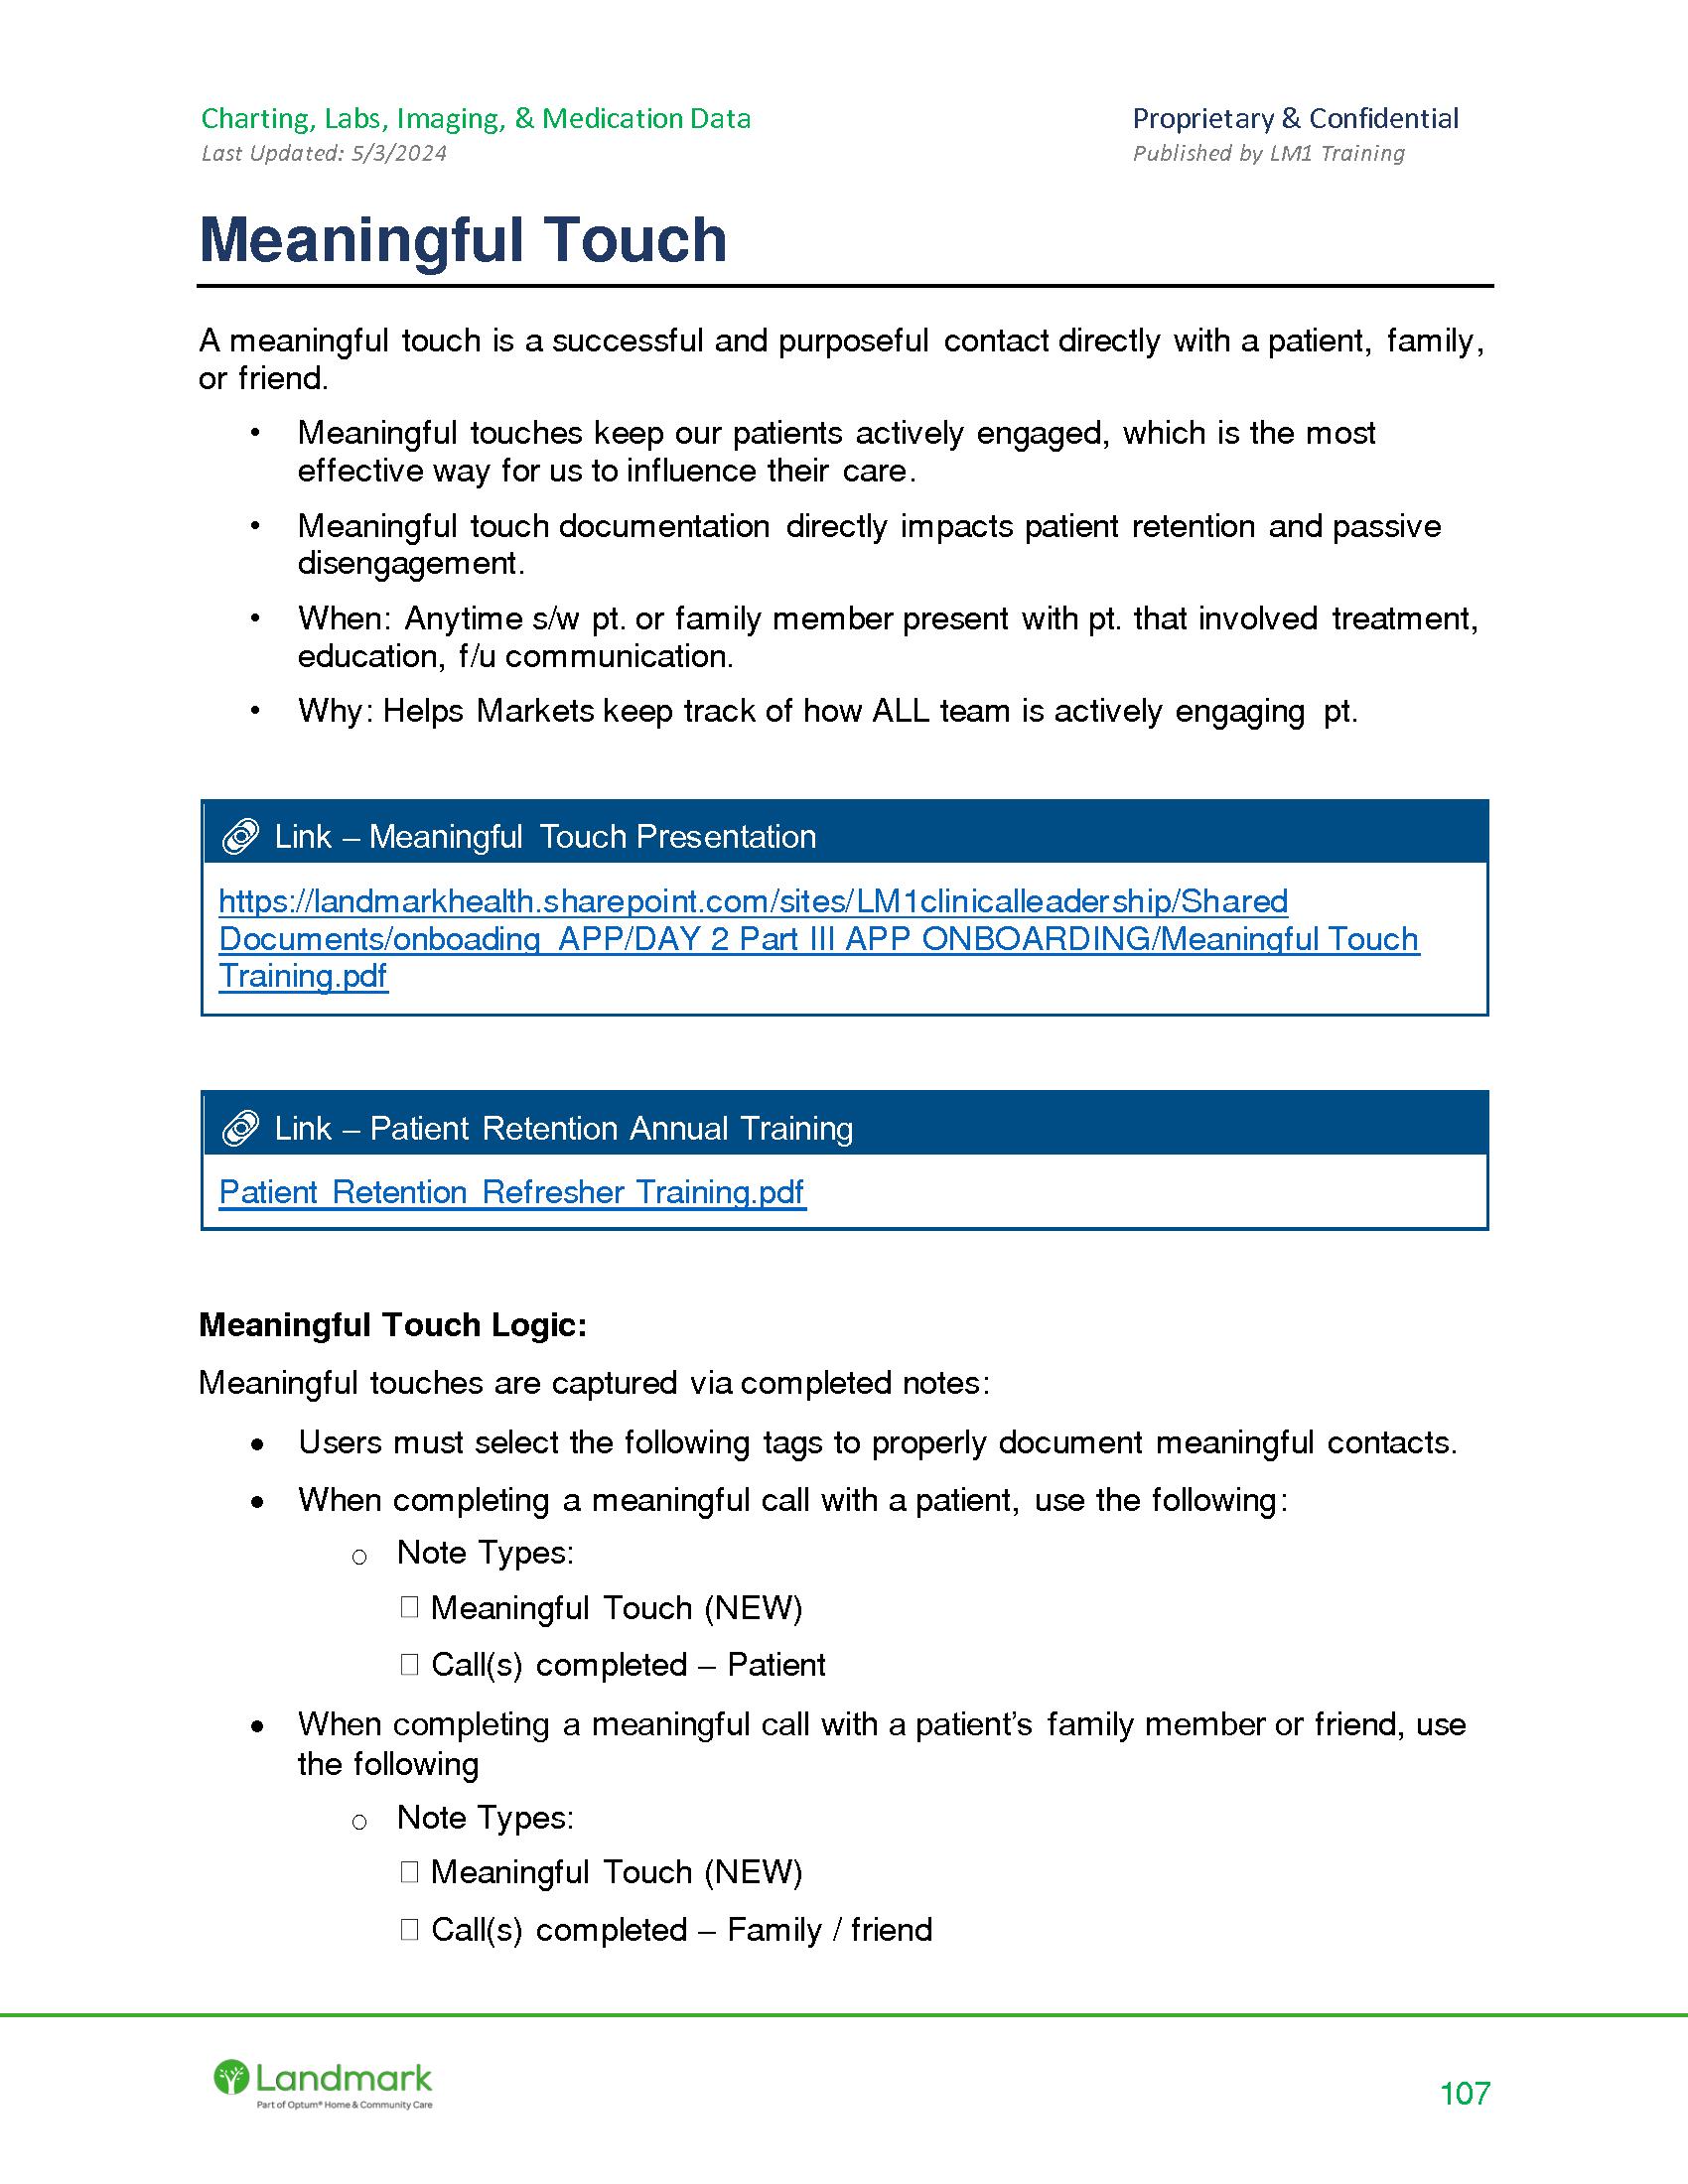 Charting, Labs, Imaging, & Medication Data
Proprietary & Confidential
Last Updated: 5/3/2024
Published by LM1 Training
Meaningful Touch
A meaningful touch is a successful and purposeful contact directly with a patient, family,
or friend.
• Meaningful touches keep our patients actively engaged, which is the most
effective way for us to influence their care.
• Meaningful touch documentation directly impacts patient retention and passive
disengagement.
• When: Anytime s/w pt. or family member present with pt. that involved treatment,
education, f/u communication.
• Why: Helps Markets keep track of how ALL team is actively engaging pt.
Link – Meaningful Touch Presentation
https://landmarkhealth.sharepoint.com/sites/LM1clinicalleadership/Shared
Documents/onboading_APP/DAY 2 Part III APP ONBOARDING/Meaningful Touch
Training.pdf
Link – Patient Retention Annual Training
Patient Retention Refresher Training.pdf
Meaningful Touch Logic:
Meaningful touches are captured via completed notes:
• Users must select the following tags to properly document meaningful contacts.
• When completing a meaningful call with a patient, use the following:
o Note Types:
□ Meaningful Touch (NEW)
□ Call(s) completed – Patient
• When completing a meaningful call with a patient’s family member or friend, use
the following
o Note Types:
□ Meaningful Touch (NEW)
□ Call(s) completed – Family / friend
Landmark
Part of Optum® Home & Community Care
107